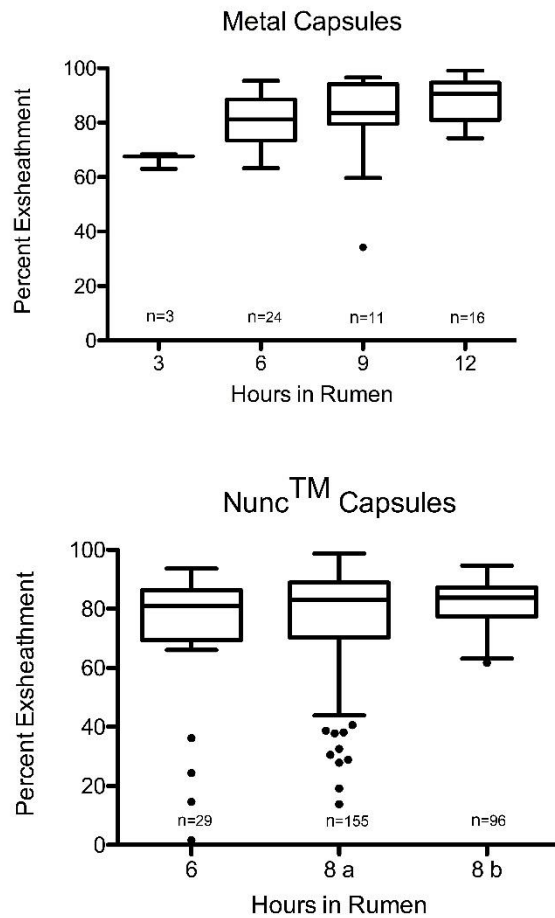 Metal Capsules
Percent Exsheathment
100
80
60
40
20
0
n=3 n=24 n=11 n=16
3 6 9 12
Hours in Rumen
Nunc™ Capsules
Percent Exsheathment
100
80
60
40
20
0
n=29 n=155 n=96
6 8 a 8 b
Hours in Rumen